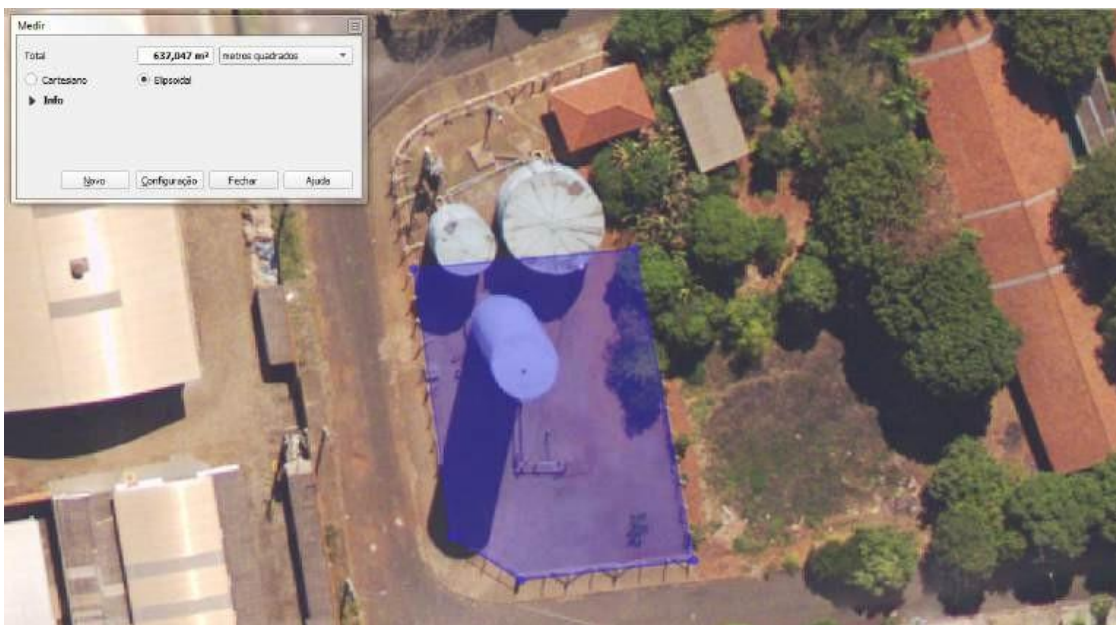 Medir
Total 637,047 m² metros quadrados
Cartesiano Elipsoidal
Info
Novo Configuração Fechar Ajuda